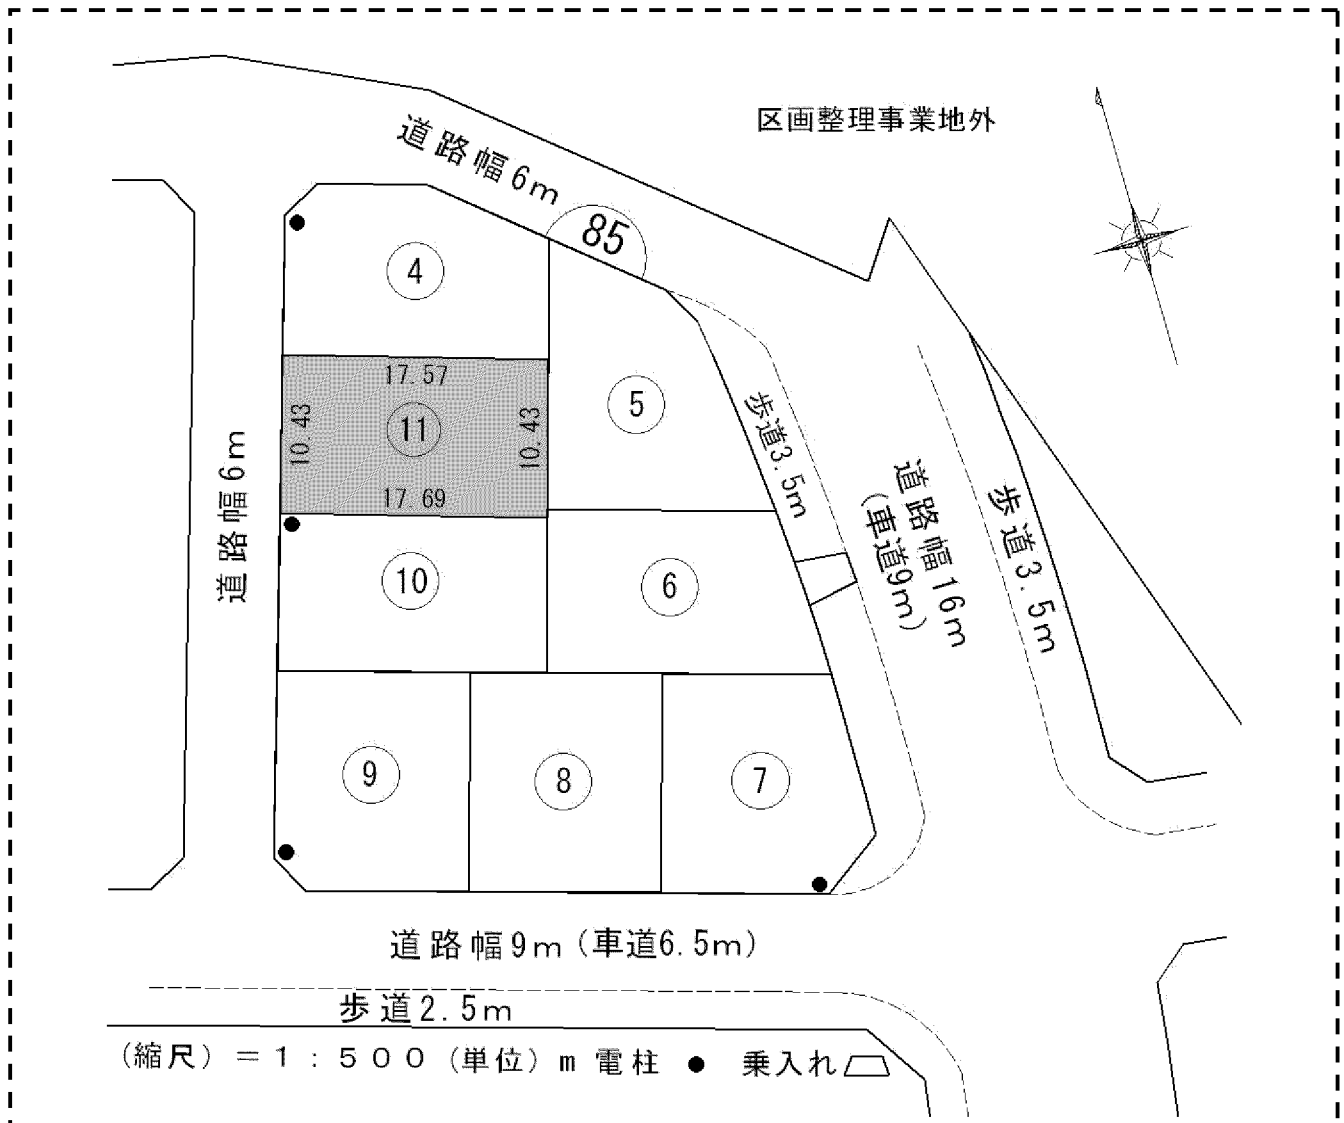 区画整理事業地外
道路幅6m
85
4
17.57
10.43
11
10.43
17.69
5
歩道3.5m
道路幅6m
道路幅16m
(車道9m)
歩道3.5m
10
6
9
8
7
道路幅9m (車道6.5m)
歩道2.5m
(縮尺) =1:500 (単位) m 電柱 ● 乗入れ